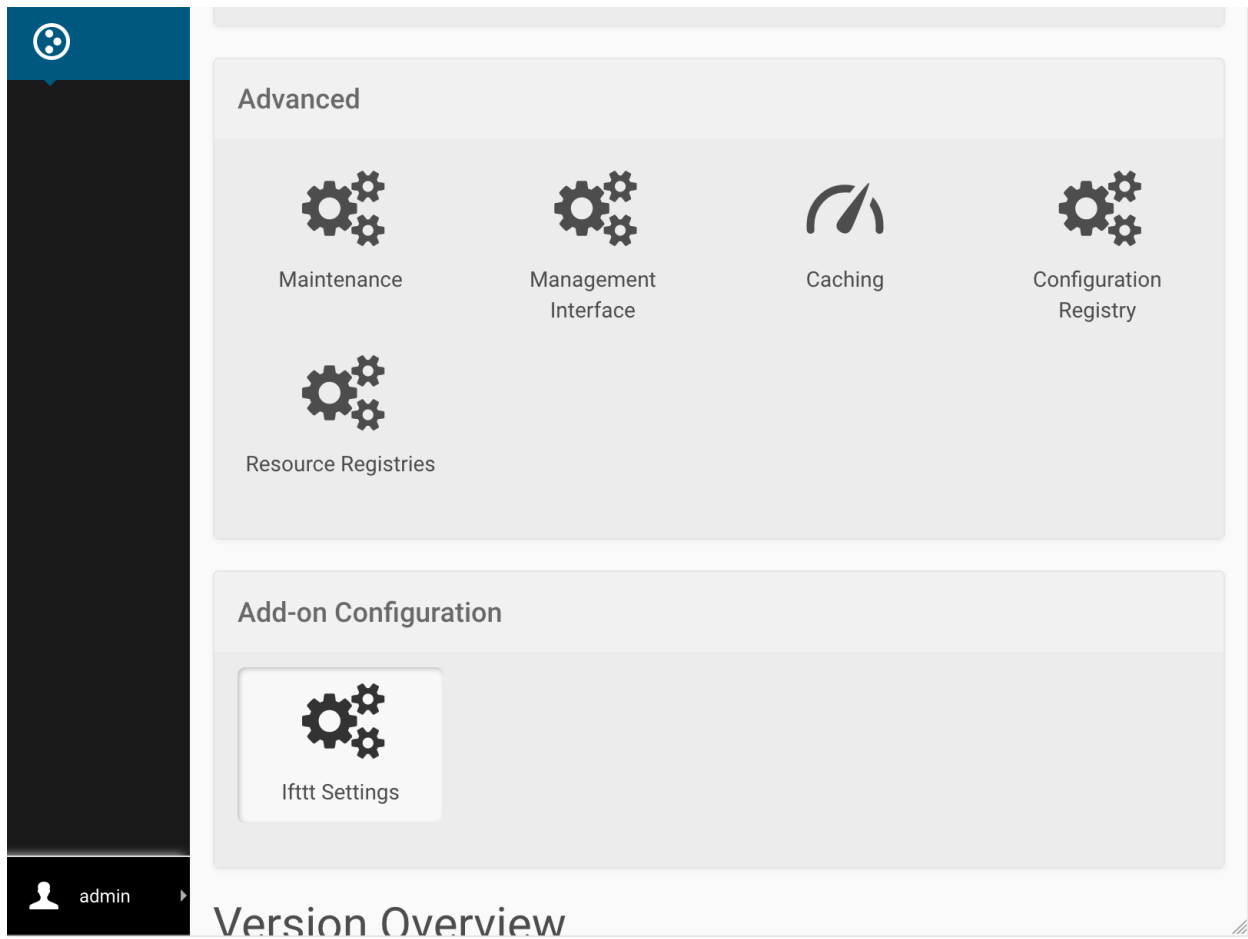 Advanced
Maintenance
Management
Interface
Caching
Configuration
Registry
Resource Registries
Add-on Configuration
Ifttt Settings
admin
Version Overview